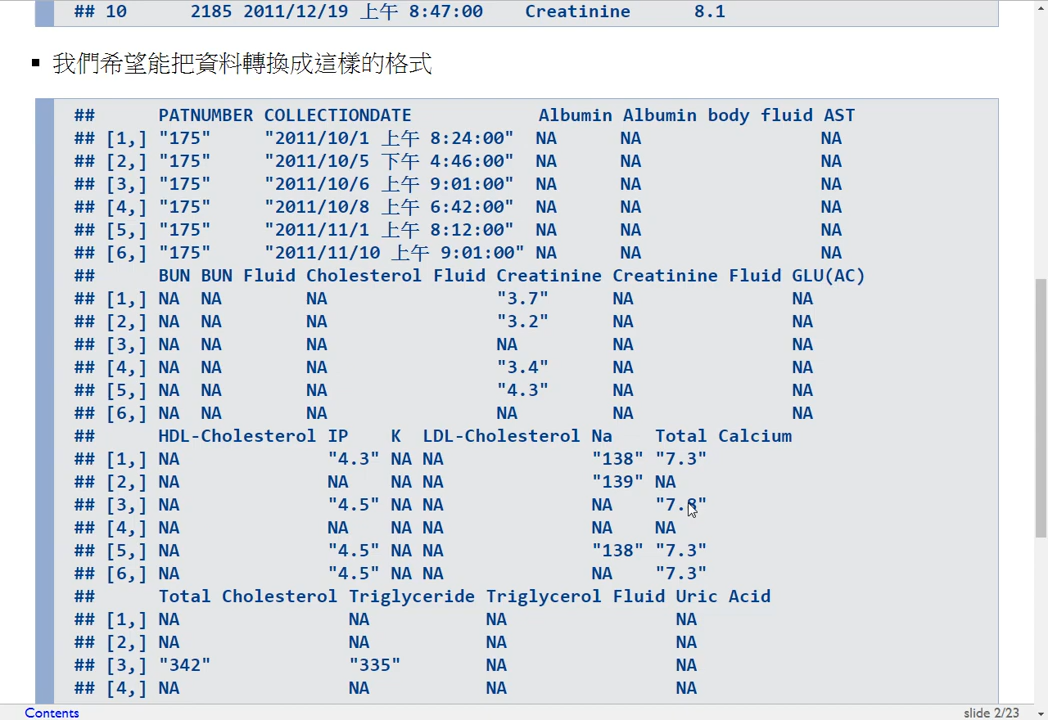 ## 10      2185 2011/12/19 上午 8:47:00    Creatinine      8.1
▪ 我們希望能把資料轉換成這樣的格式
##      PATNUMBER COLLECTIONDATE            Albumin Albumin body fluid AST
## [1,] "175"     "2011/10/1 上午 8:24:00"  NA      NA                 NA
## [2,] "175"     "2011/10/5 下午 4:46:00"  NA      NA                 NA
## [3,] "175"     "2011/10/6 上午 9:01:00"  NA      NA                 NA
## [4,] "175"     "2011/10/8 上午 6:42:00"  NA      NA                 NA
## [5,] "175"     "2011/11/1 上午 8:12:00"  NA      NA                 NA
## [6,] "175"     "2011/11/10 上午 9:01:00" NA      NA                 NA
##      BUN BUN Fluid Cholesterol Fluid Creatinine Creatinine Fluid GLU(AC)
## [1,] NA  NA        NA                "3.7"      NA               NA
## [2,] NA  NA        NA                "3.2"      NA               NA
## [3,] NA  NA        NA                NA         NA               NA
## [4,] NA  NA        NA                "3.4"      NA               NA
## [5,] NA  NA        NA                "4.3"      NA               NA
## [6,] NA  NA        NA                NA         NA               NA
##      HDL-Cholesterol IP    K  LDL-Cholesterol Na    Total Calcium
## [1,] NA              "4.3" NA NA              "138" "7.3"
## [2,] NA              NA    NA NA              "139" NA
## [3,] NA              "4.5" NA NA              NA
## [4,] NA              NA    NA NA              NA    NA
## [5,] NA              "4.5" NA NA              "138" "7.3"
## [6,] NA              "4.5" NA NA              NA    "7.3"
##      Total Cholesterol Triglyceride Triglycerol Fluid Uric Acid
## [1,] NA                NA           NA                NA
## [2,] NA                NA           NA                NA
## [3,] "342"             "335"        NA                NA
## [4,] NA                NA           NA                NA
Contents
slide 2/23